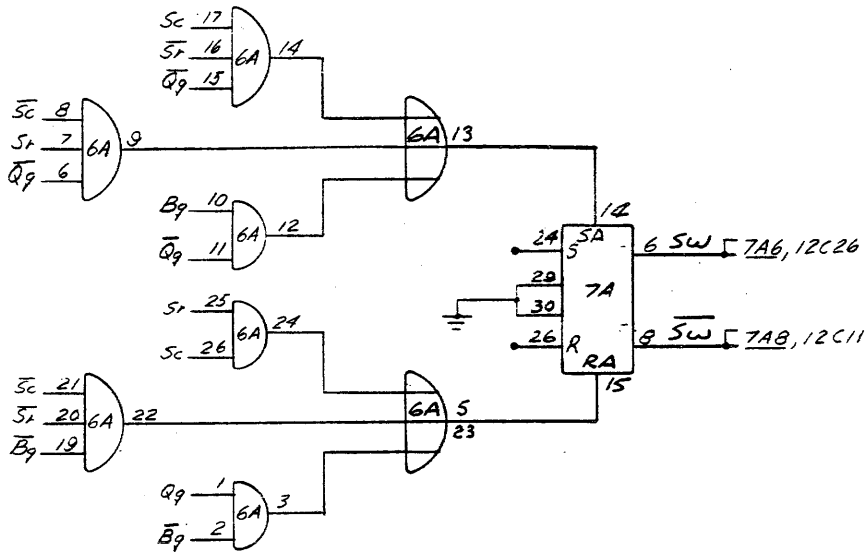 Sc 17
S̅r̅ 16 6A 14
Q̅g̅ 15
S̅c̅ 8
Sr 7 6A 9
Q̅g̅ 6
6A 13
Bg 10
6A 12
Q̅g̅ 11
14
SA
24 S
6 Sw 7A6, 12C26
29
7A
30
26 R
8 S̅w̅ 7A8, 12C11
RA
15
Sr 25
6A 24
Sc 26
S̅c̅ 21
S̅r̅ 20 6A 22
B̅g̅ 19
6A 5
23
Qg 1
6A 3
B̅g̅ 2